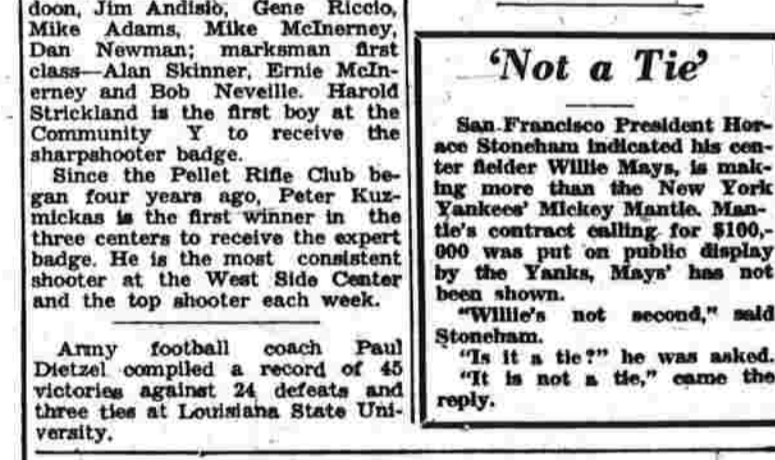 doon, Jim Andisio, Gene Riccio,
Mike Adams, Mike McInerney,
Dan Newman; marksman first
class—Alan Skinner, Ernie McIn-
erney and Bob Neveille. Harold
Strickland is the first boy at the
Community Y to receive the
sharpshooter badge.
Since the Pellet Rifle Club be-
gan four years ago, Peter Kuz-
mickas is the first winner in the
three centers to receive the expert
badge. He is the most consistent
shooter at the West Side Center
and the top shooter each week.
Army football coach Paul
Dietzel compiled a record of 45
victories against 24 defeats and
three ties at Louisiana State Uni-
versity.
‘Not a Tie’
San Francisco President Hor-
ace Stoneham indicated his cen-
ter fielder Willie Mays, is mak-
ing more than the New York
Yankees' Mickey Mantle. Man-
tle's contract calling for $100,-
000 was put on public display
by the Yanks, Mays' has not
been shown.
"Willie's not second," said
Stoneham.
"Is it a tie?" he was asked.
"It is not a tie," came the
reply.